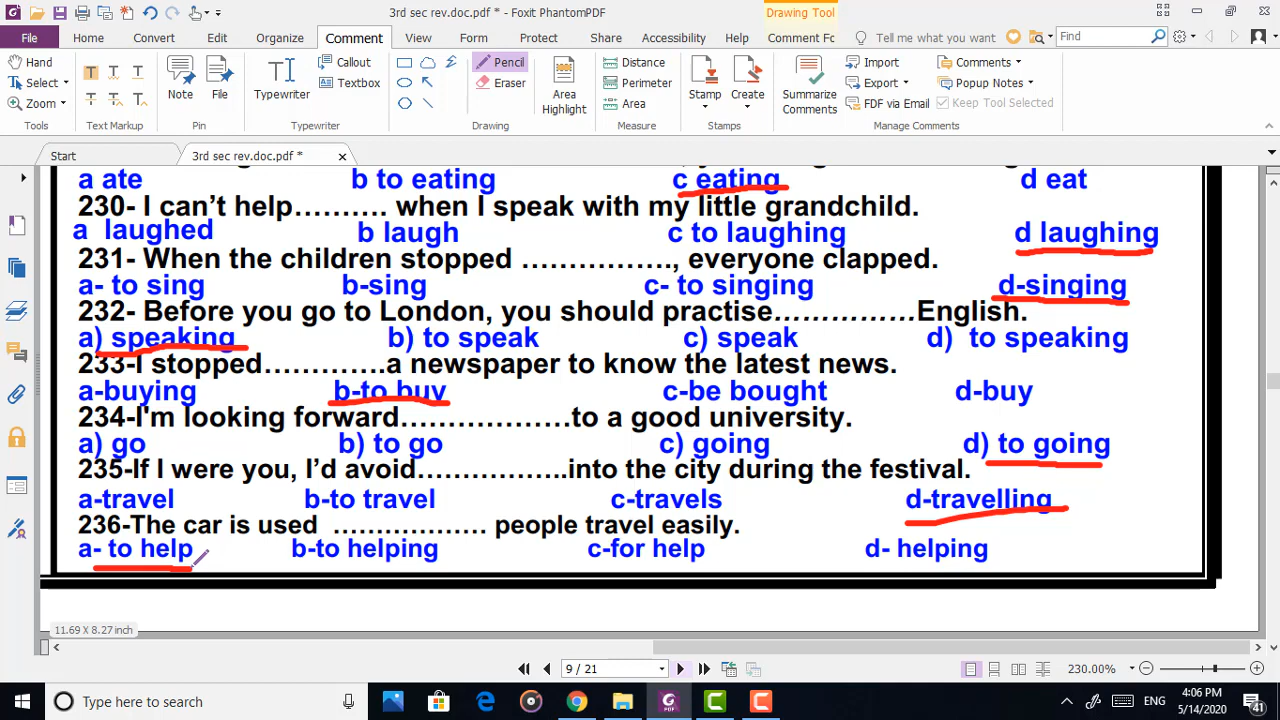 3rd sec rev.doc.pdf * - Foxit PhantomPDF
Drawing Tool
File Home Convert Edit Organize Comment View Form Protect Share Accessibility Help Comment Fc Tell me what you want Find
Hand
Select
Zoom
Tools
Text Markup
Note
File
Pin
Typewriter
Callout
Textbox
Typewriter
Pencil
Eraser
Drawing
Area Highlight
Distance
Perimeter
Area
Measure
Stamp
Create
Stamps
Summarize Comments
Import
Export
FDF via Email
Comments
Popup Notes
Keep Tool Selected
Manage Comments
Start
3rd sec rev.doc.pdf *
a ate b to eating c eating d eat
230- I can’t help………. when I speak with my little grandchild.
a laughed b laugh c to laughing d laughing
231- When the children stopped ……………., everyone clapped.
a- to sing b-sing c- to singing d-singing
232- Before you go to London, you should practise……………English.
a) speaking b) to speak c) speak d) to speaking
233-I stopped………….a newspaper to know the latest news.
a-buying b-to buy c-be bought d-buy
234-I'm looking forward………………to a good university.
a) go b) to go c) going d) to going
235-If I were you, I’d avoid……………..into the city during the festival.
a-travel b-to travel c-travels d-travelling
236-The car is used ……………… people travel easily.
a- to help b-to helping c-for help d- helping
11.69 X 8.27 inch
9 / 21
230.00%
Type here to search
ENG
4:06 PM
5/14/2020
41